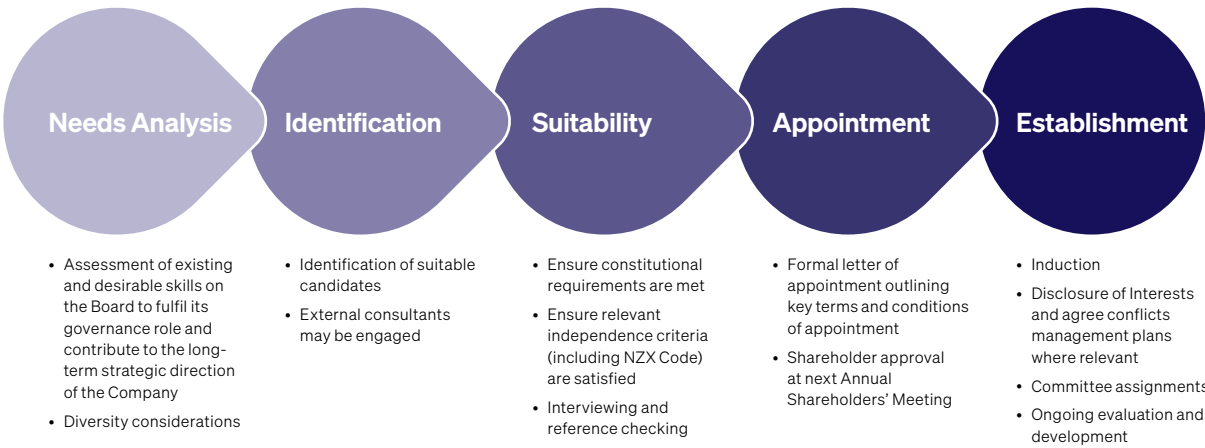 Needs Analysis
Identification
Suitability
Appointment
Establishment
• Assessment of existing
and desirable skills on
the Board to fulfil its
governance role and
contribute to the long-
term strategic direction
of the Company
• Diversity considerations
• Identification of suitable
candidates
• External consultants
may be engaged
• Ensure constitutional
requirements are met
• Ensure relevant
independence criteria
(including NZX Code)
are satisfied
• Interviewing and
reference checking
• Formal letter of
appointment outlining
key terms and conditions
of appointment
• Shareholder approval
at next Annual
Shareholders’ Meeting
• Induction
• Disclosure of Interests
and agree conflicts
management plans
where relevant
• Committee assignments
• Ongoing evaluation and
development